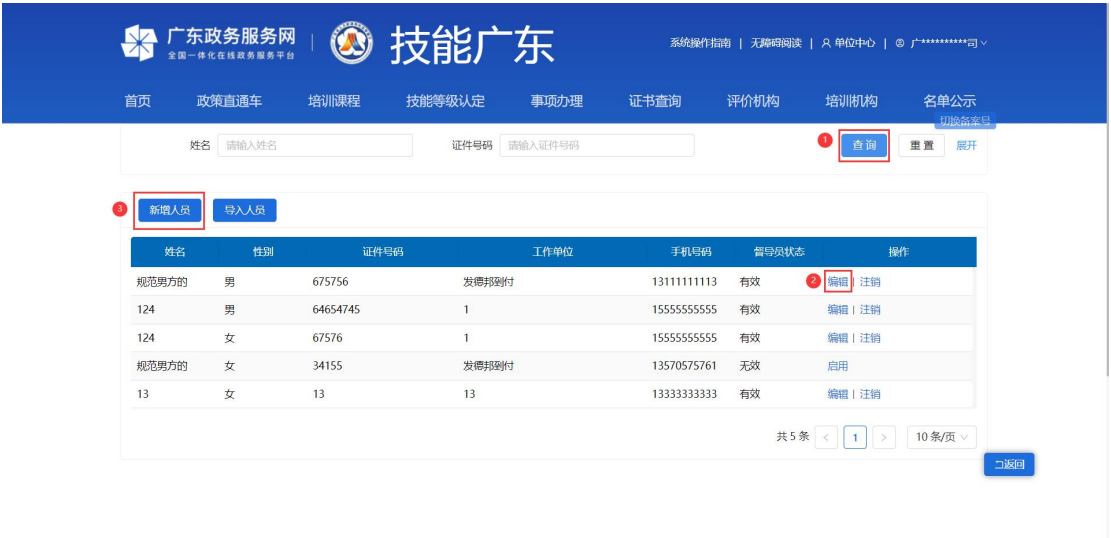 广东政务服务网
全国一体化在线政务服务平台
技能广东
系统操作指南 | 无障碍阅读 | 单位中心 | 广**********司
首页 政策直通车 培训课程 技能等级认定 事项办理 证书查询 评价机构 培训机构 名单公示
切换备案号
姓名 请输入姓名 证件号码 请输入证件号码 1 查询 重置 展开
3 新增人员 导入人员
姓名 性别 证件号码 工作单位 手机号码 督导员状态 操作
规范男方的 男 675756 发德邦到付 13111111113 有效 2 编辑 | 注销
124 男 64654745 1 15555555555 有效 编辑 | 注销
124 女 67576 1 15555555555 有效 编辑 | 注销
规范男方的 女 34155 发德邦到付 13570575761 无效 启用
13 女 13 13 13333333333 有效 编辑 | 注销
共 5 条 < 1 > 10 条/页
返回